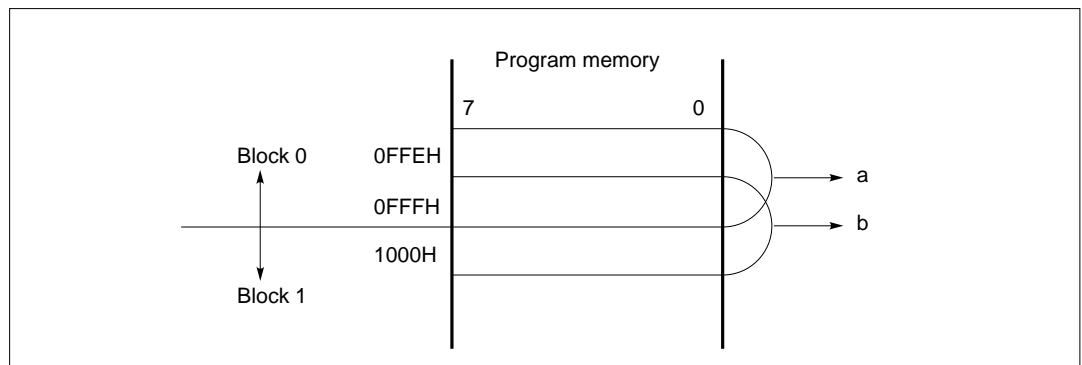 Program memory
7 0
Block 0 0FFEH
a
0FFFH
b
1000H
Block 1